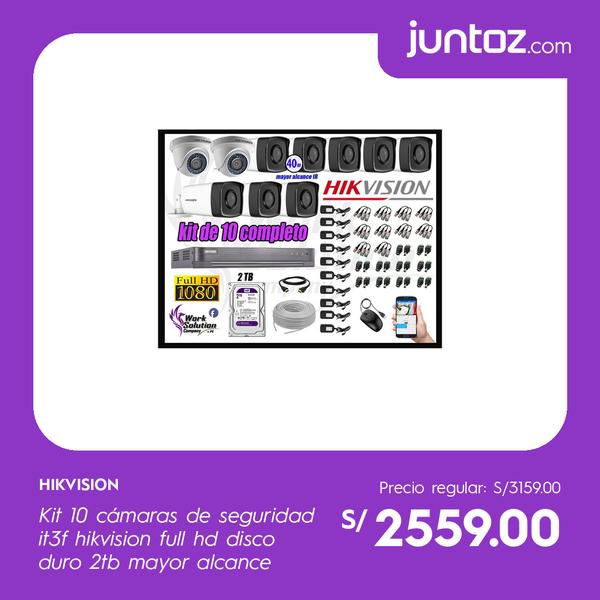 juntoz.com
40m
mayor alcance IR
HIKVISION
kit de 10 completo
Full HD
1080
2 TB
Work
Solution
Company
HIKVISION
Precio regular: S/3159.00
Kit 10 cámaras de seguridad
it3f hikvision full hd disco
duro 2tb mayor alcance
S/ 2559.00